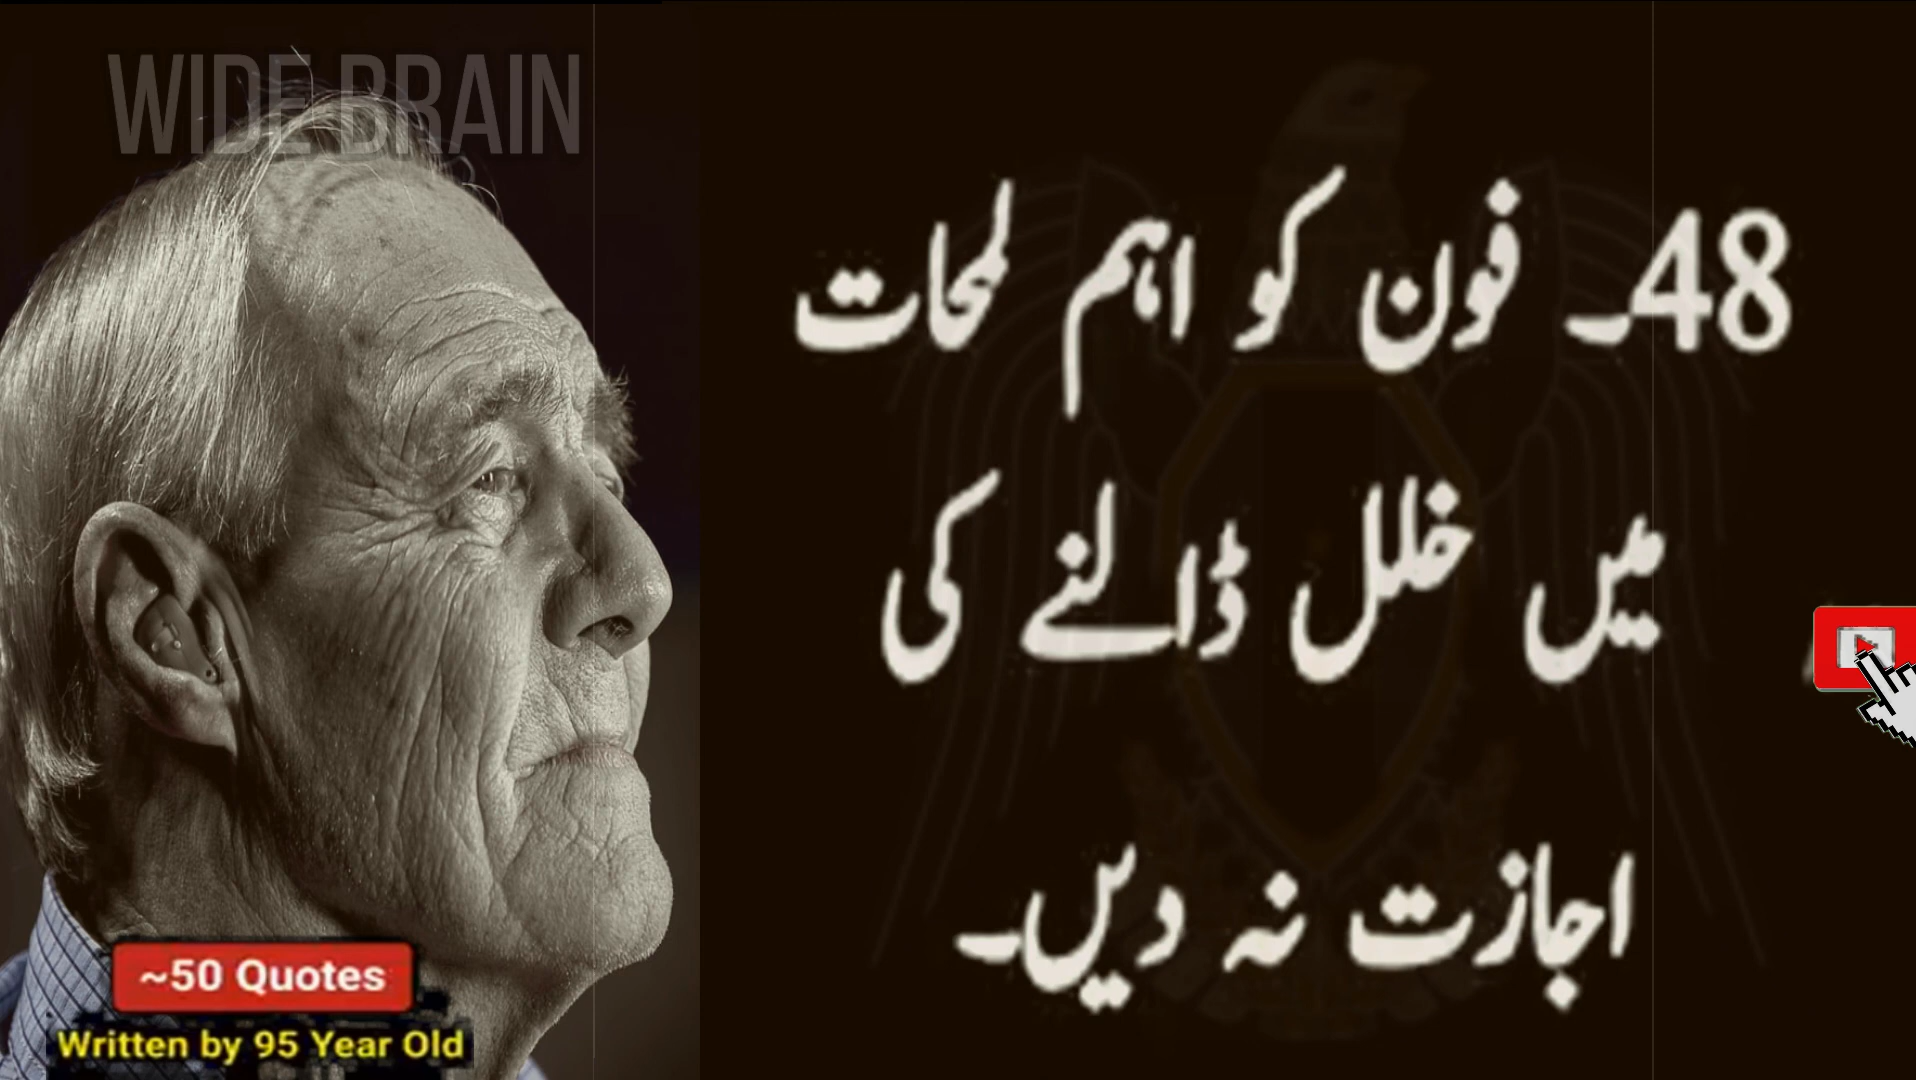 WIDE BRAIN
48۔ فون کو اہم لمحات
میں خلل ڈالنے کی
اجازت نہ دیں۔
~50 Quotes
Written by 95 Year Old